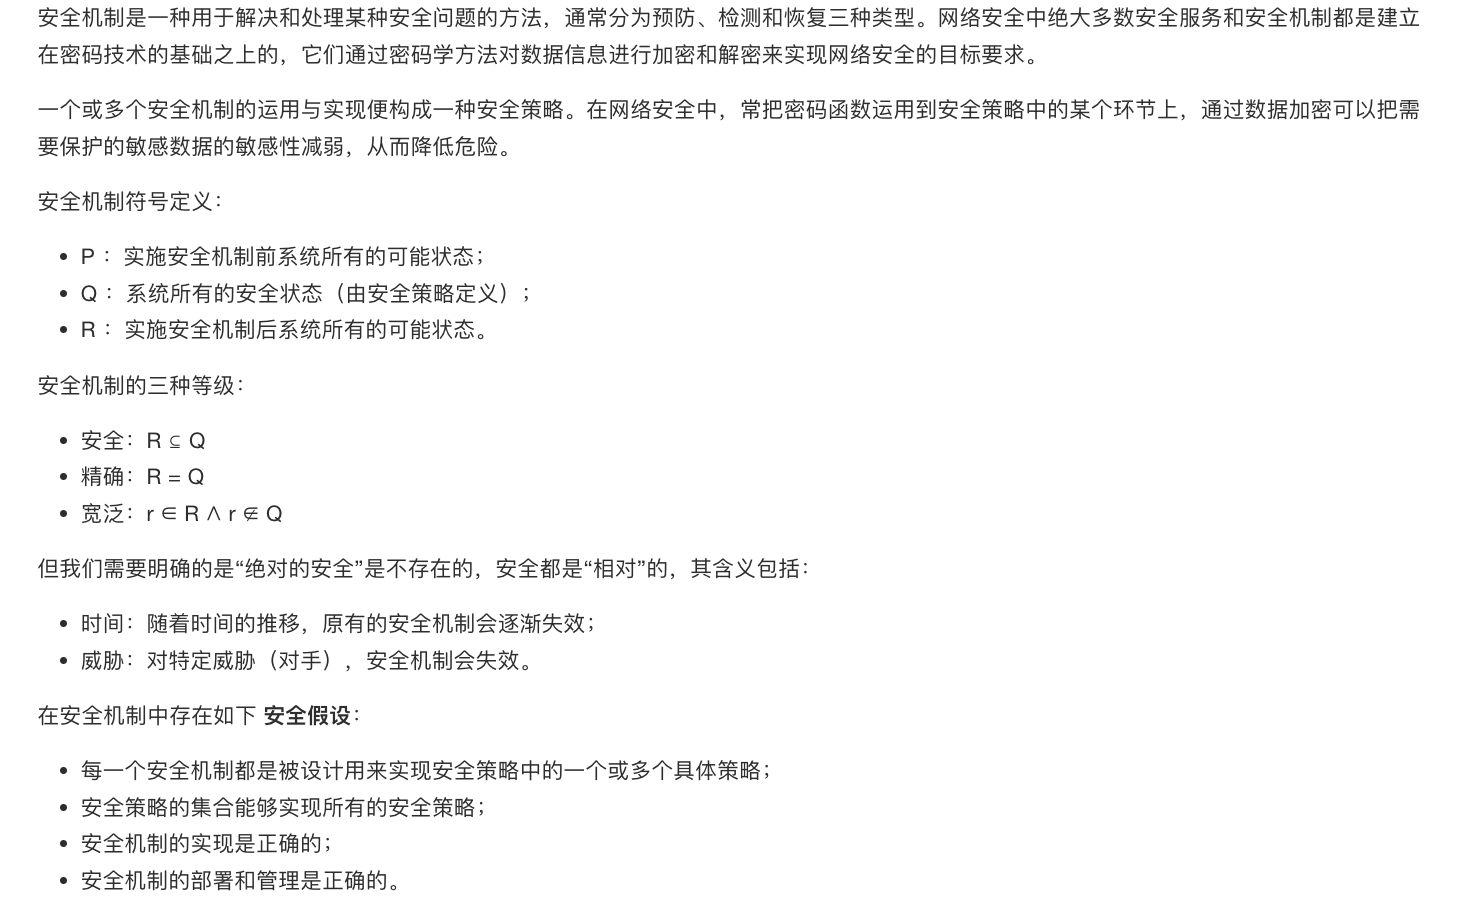 安全机制是一种用于解决和处理某种安全问题的方法，通常分为预防、检测和恢复三种类型。网络安全中绝大多数安全服务和安全机制都是建立
在密码技术的基础之上的，它们通过密码学方法对数据信息进行加密和解密来实现网络安全的目标要求。
一个或多个安全机制的运用与实现便构成一种安全策略。在网络安全中，常把密码函数运用到安全策略中的某个环节上，通过数据加密可以把需
要保护的敏感数据的敏感性减弱，从而降低危险。
安全机制符号定义：
• P ： 实施安全机制前系统所有的可能状态；
• Q ： 系统所有的安全状态（由安全策略定义）；
• R ： 实施安全机制后系统所有的可能状态。
安全机制的三种等级：
• 安全：R ⊆ Q
• 精确：R = Q
• 宽泛：r ∈ R ∧ r ∉ Q
但我们需要明确的是“绝对的安全”是不存在的，安全都是“相对”的，其含义包括：
• 时间：随着时间的推移，原有的安全机制会逐渐失效；
• 威胁：对特定威胁（对手），安全机制会失效。
在安全机制中存在如下 安全假设：
• 每一个安全机制都是被设计用来实现安全策略中的一个或多个具体策略；
• 安全策略的集合能够实现所有的安全策略；
• 安全机制的实现是正确的；
• 安全机制的部署和管理是正确的。